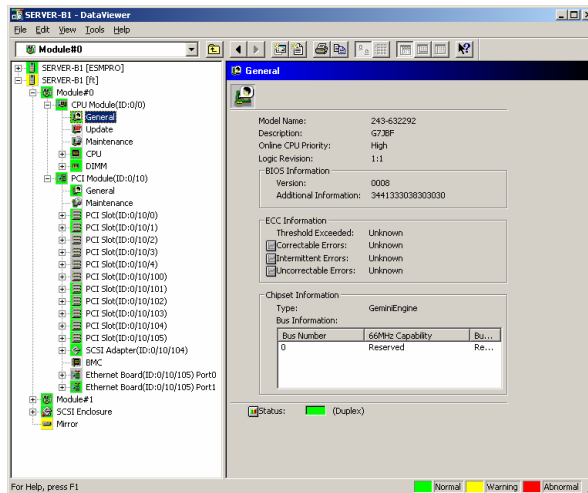 SERVER-B1 - DataViewer
File Edit View Tools Help
Module#0
SERVER-B1 [ESMPRO]
SERVER-B1 [ft]
Module#0
CPU Module(ID:0/0)
General
Update
Maintenance
CPU
DIMM
PCI Module(ID:0/10)
General
Maintenance
PCI Slot(ID:0/10/0)
PCI Slot(ID:0/10/1)
PCI Slot(ID:0/10/2)
PCI Slot(ID:0/10/3)
PCI Slot(ID:0/10/4)
PCI Slot(ID:0/10/100)
PCI Slot(ID:0/10/101)
PCI Slot(ID:0/10/102)
PCI Slot(ID:0/10/103)
PCI Slot(ID:0/10/104)
PCI Slot(ID:0/10/105)
SCSI Adapter(ID:0/10/104)
BMC
Ethernet Board(ID:0/10/105) Port0
Ethernet Board(ID:0/10/105) Port1
Module#1
SCSI Enclosure
Mirror
General
Model Name: 243-632292
Description: G7JBF
Online CPU Priority: High
Logic Revision: 1:1
BIOS Information
Version: 0008
Additional Information: 3441333038303030
ECC Information
Threshold Exceeded: Unknown
Correctable Errors: Unknown
Intermittent Errors: Unknown
Uncorrectable Errors: Unknown
Chipset Information
Type: GeminiEngine
Bus Information:
Bus Number 66MHz Capability Bu...
0 Reserved Re...
Status: (Duplex)
For Help, press F1
Normal Warning Abnormal